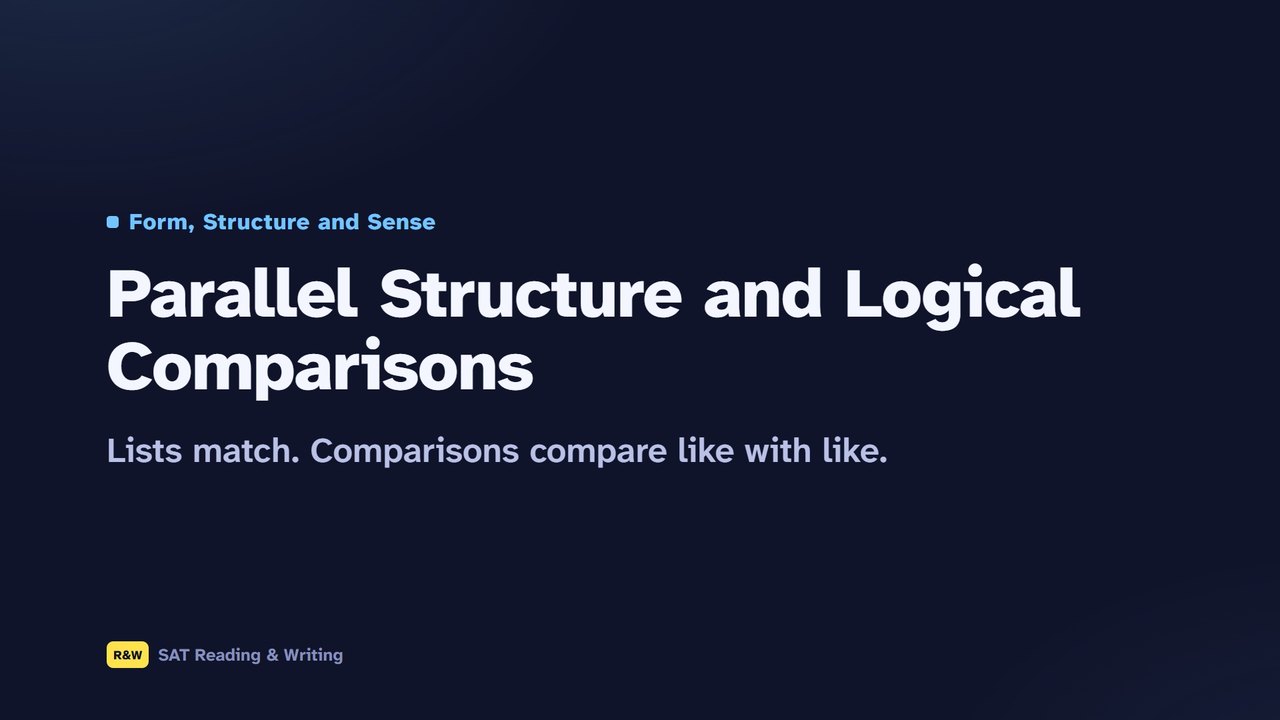 Form, Structure and Sense
Parallel Structure and Logical
Comparisons
Lists match. Comparisons compare like with like.
R&W SAT Reading & Writing